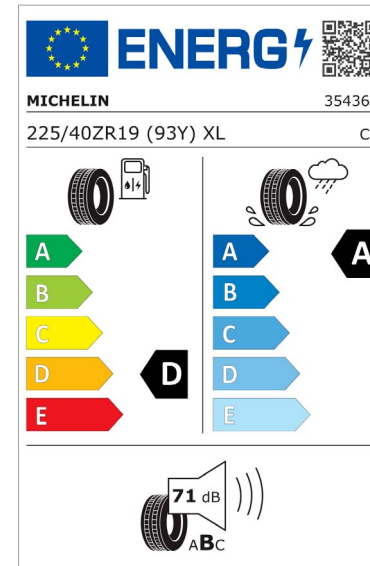 ENERG
MICHELIN 35436
225/40ZR19 (93Y) XL C
A A
B B
C C
D D D
E E
A
71 dB
ABC